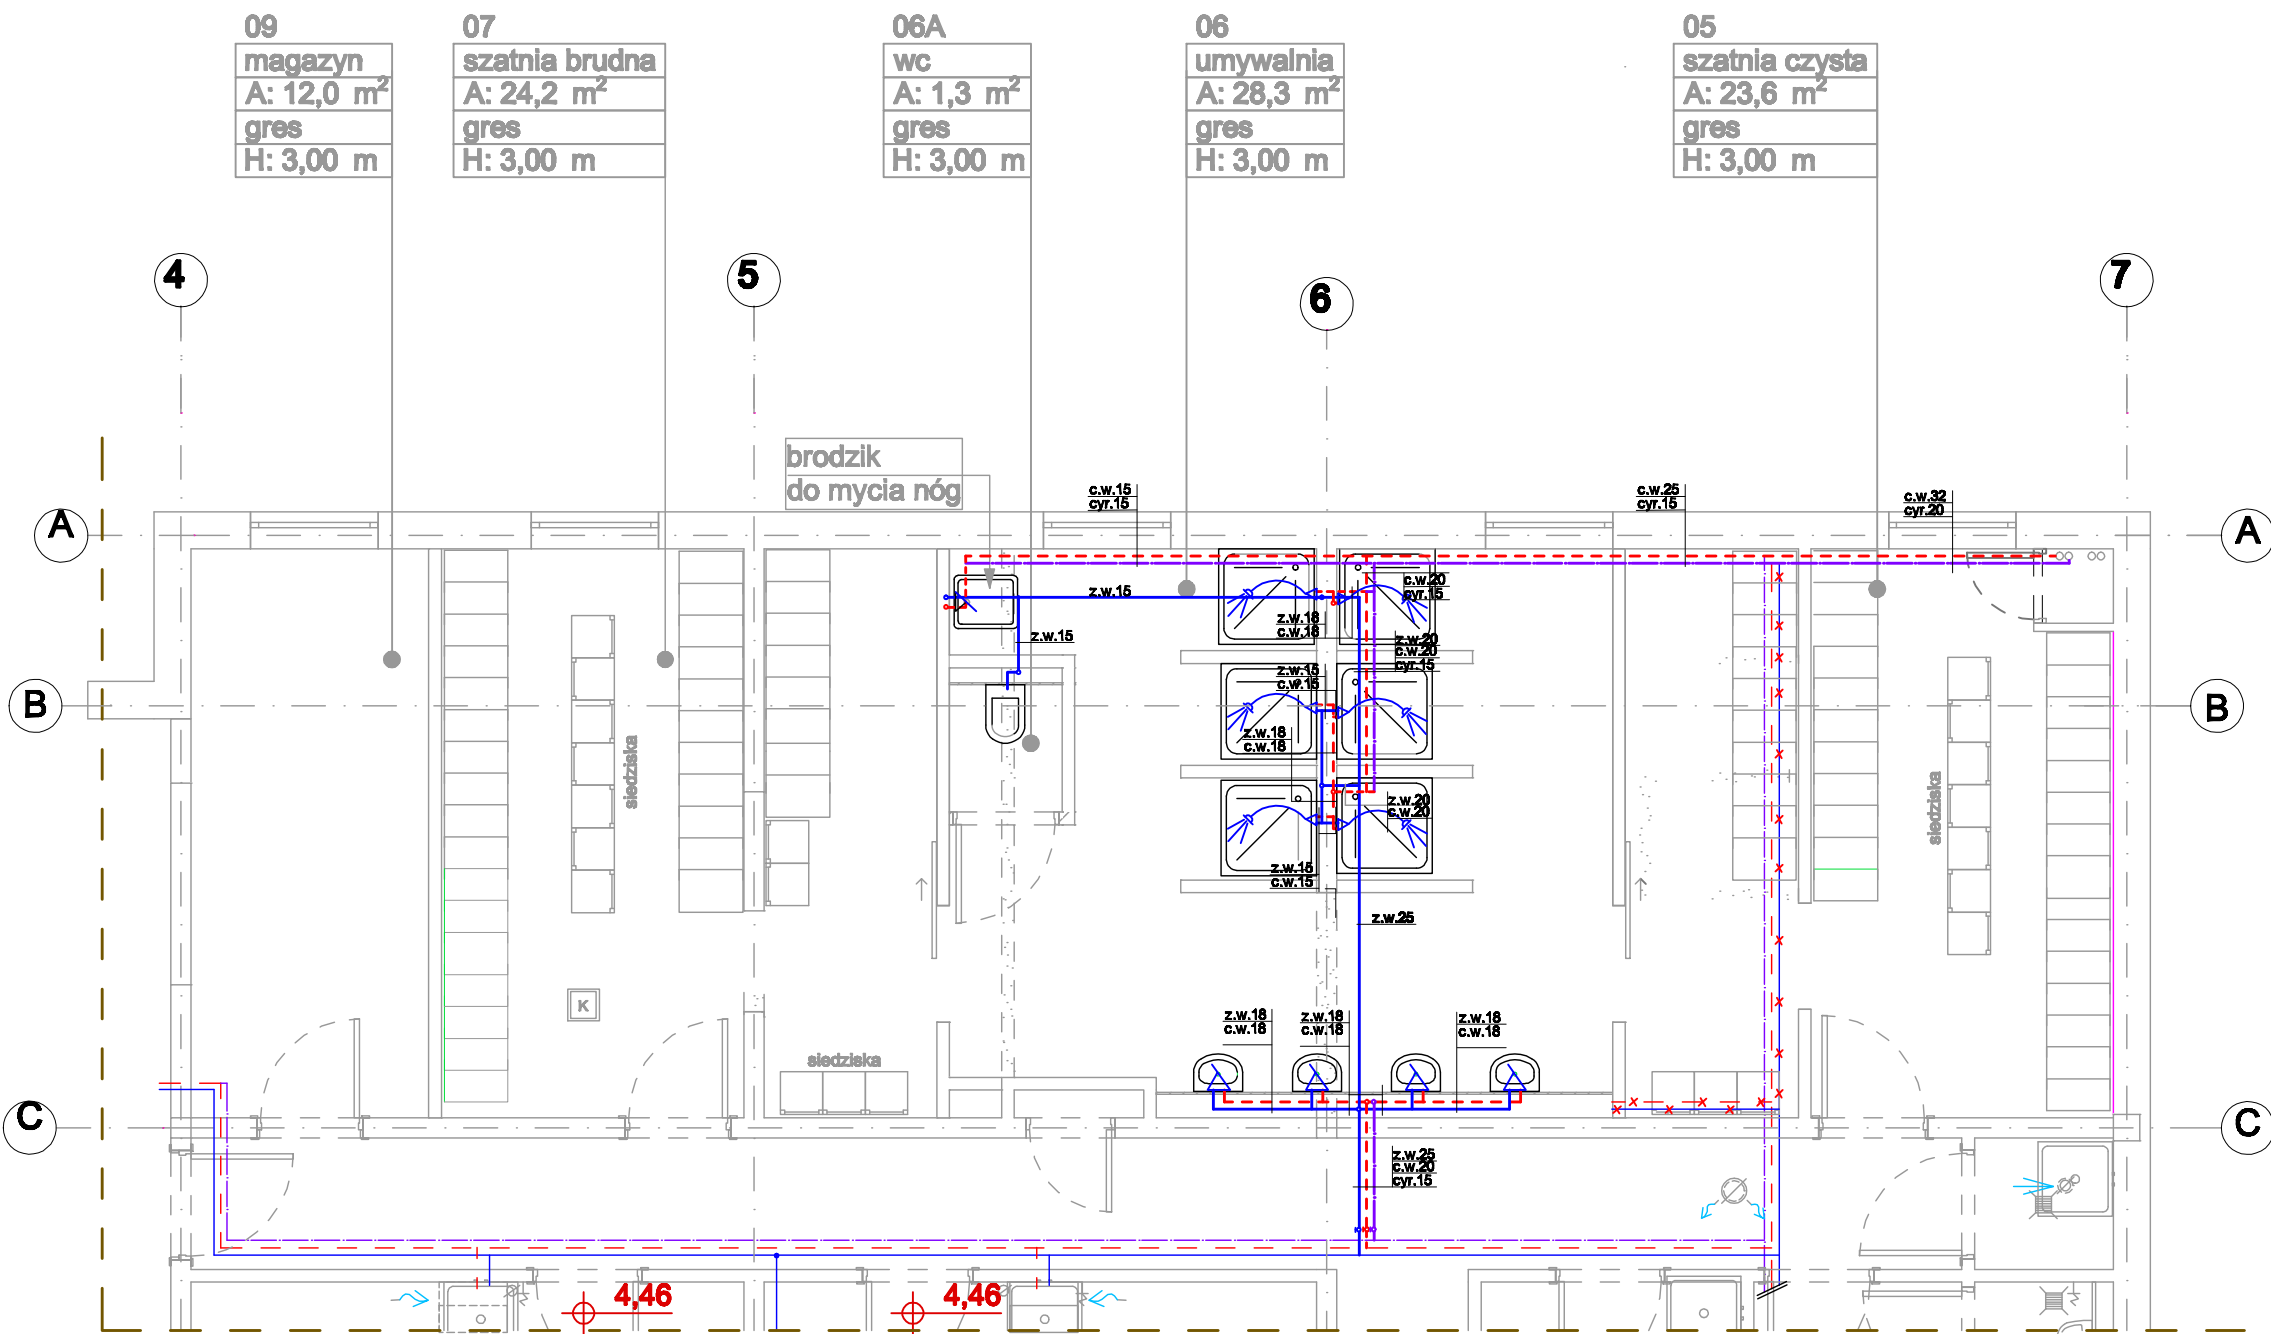 09
magazyn
A: 12,0 m²
gres
H: 3,00 m
07
szatnia brudna
A: 24,2 m²
gres
H: 3,00 m
06A
wc
A: 1,3 m²
gres
H: 3,00 m
06
umywalnia
A: 28,3 m²
gres
H: 3,00 m
05
szatnia czysta
A: 23,6 m²
gres
H: 3,00 m
4
5
6
7
brodzik
do mycia nóg
A
A
c.w.15
cyr.15
c.w.25
cyr.15
c.w.32
cyr.20
z.w.15
c.w.20
cyr.15
z.w.18
c.w.18
z.w.15
z.w.20
c.w.20
cyr.15
z.w.15
c.w.15
B
B
z.w.18
c.w.18
siedziska
siedziska
z.w.20
c.w.20
z.w.15
c.w.15
z.w.25
K
z.w.18
c.w.18
z.w.18
c.w.18
z.w.18
c.w.18
siedziska
C
C
z.w.25
c.w.20
cyr.15
4,46
4,46